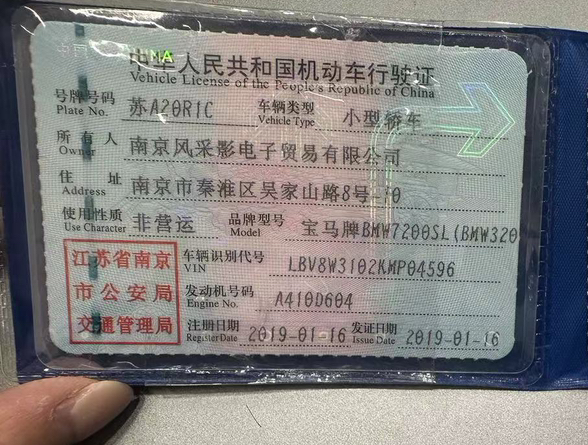 中华人民共和国机动车行驶证
Vehicle License of the People's Republic of China
号牌号码 苏A20R1C 车辆类型 小型轿车
Plate No. Vehicle Type
所有人 南京风采影电子贸易有限公司
Owner
住址 南京市秦淮区吴家山路8号-70
Address
使用性质 非营运 品牌型号 宝马牌BMW7200SL(BMW320
Use Character Model
江苏省南京 车辆识别代号 LBV8W3102KMP04596
VIN
市公安局 发动机号码 A410D604
Engine No.
交通管理局 注册日期 2019-01-16 发证日期 2019-01-16
Register Date Issue Date